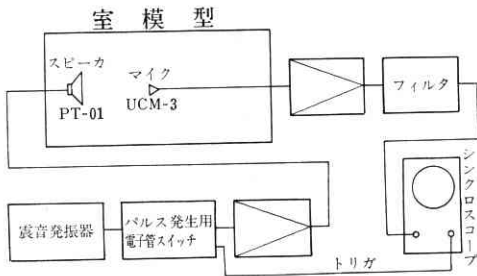 室模型
スピーカ
PT-01
マイク
UCM-3
フィルタ
シンクロスコープ
震音発振器
パルス発生用
電子管スイッチ
トリガ